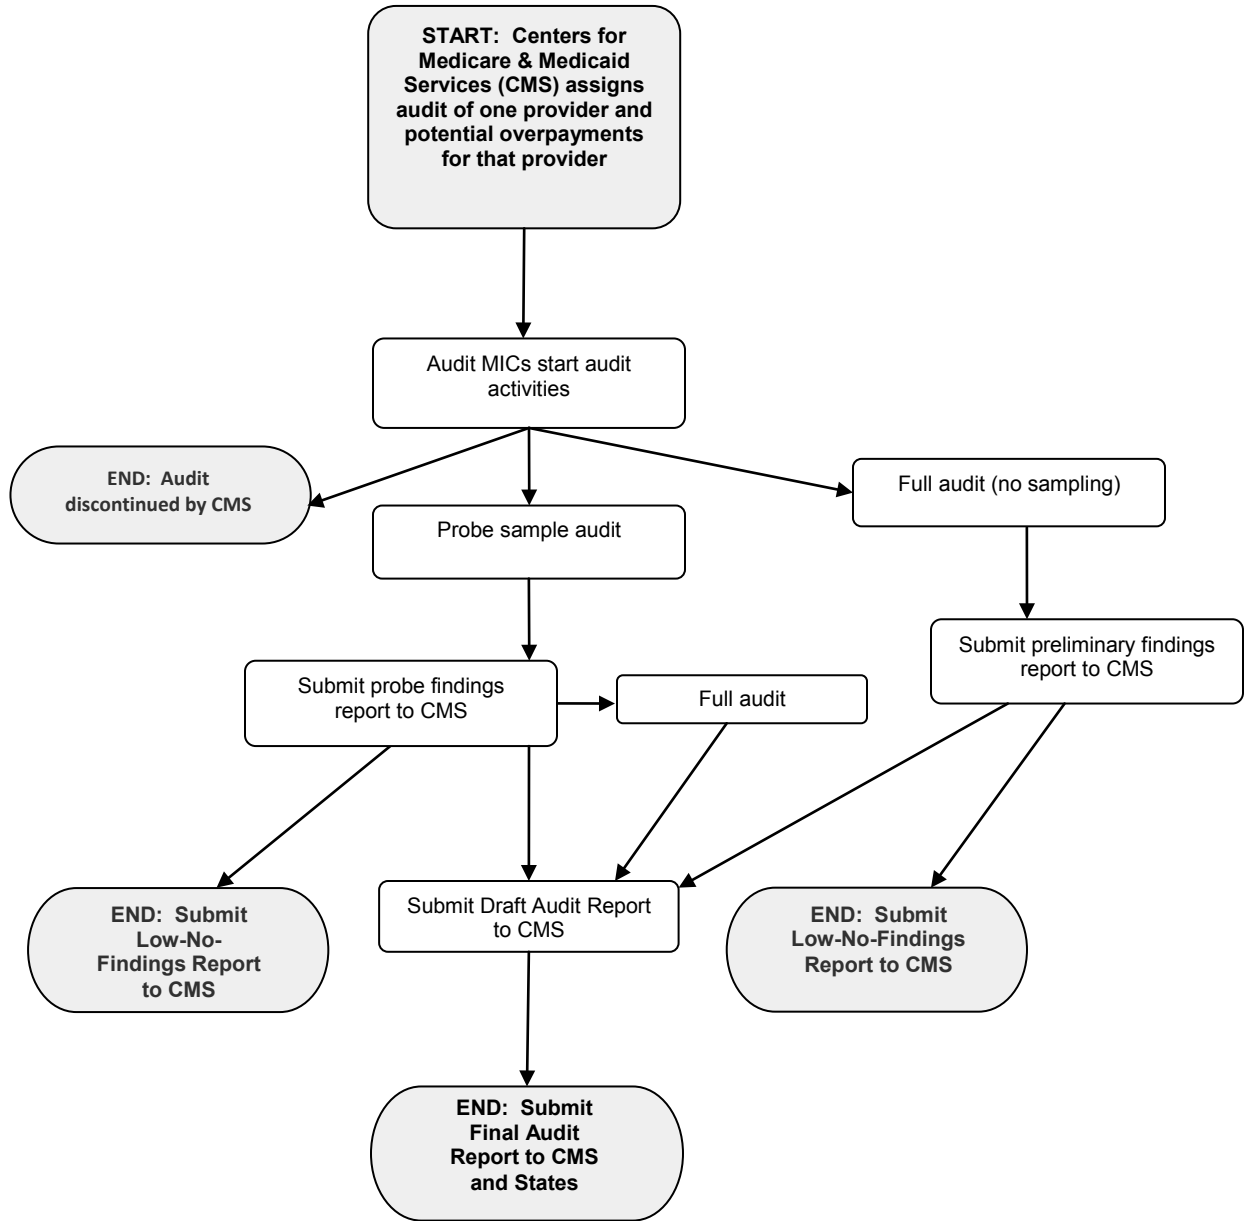 START: Centers for
Medicare & Medicaid
Services (CMS) assigns
audit of one provider and
potential overpayments
for that provider
Audit MICs start audit
activities
END: Audit
discontinued by CMS
Probe sample audit
Full audit (no sampling)
Submit probe findings
report to CMS
Full audit
Submit preliminary findings
report to CMS
END: Submit
Low-No-
Findings Report
to CMS
Submit Draft Audit Report
to CMS
END: Submit
Low-No-Findings
Report to CMS
END: Submit
Final Audit
Report to CMS
and States